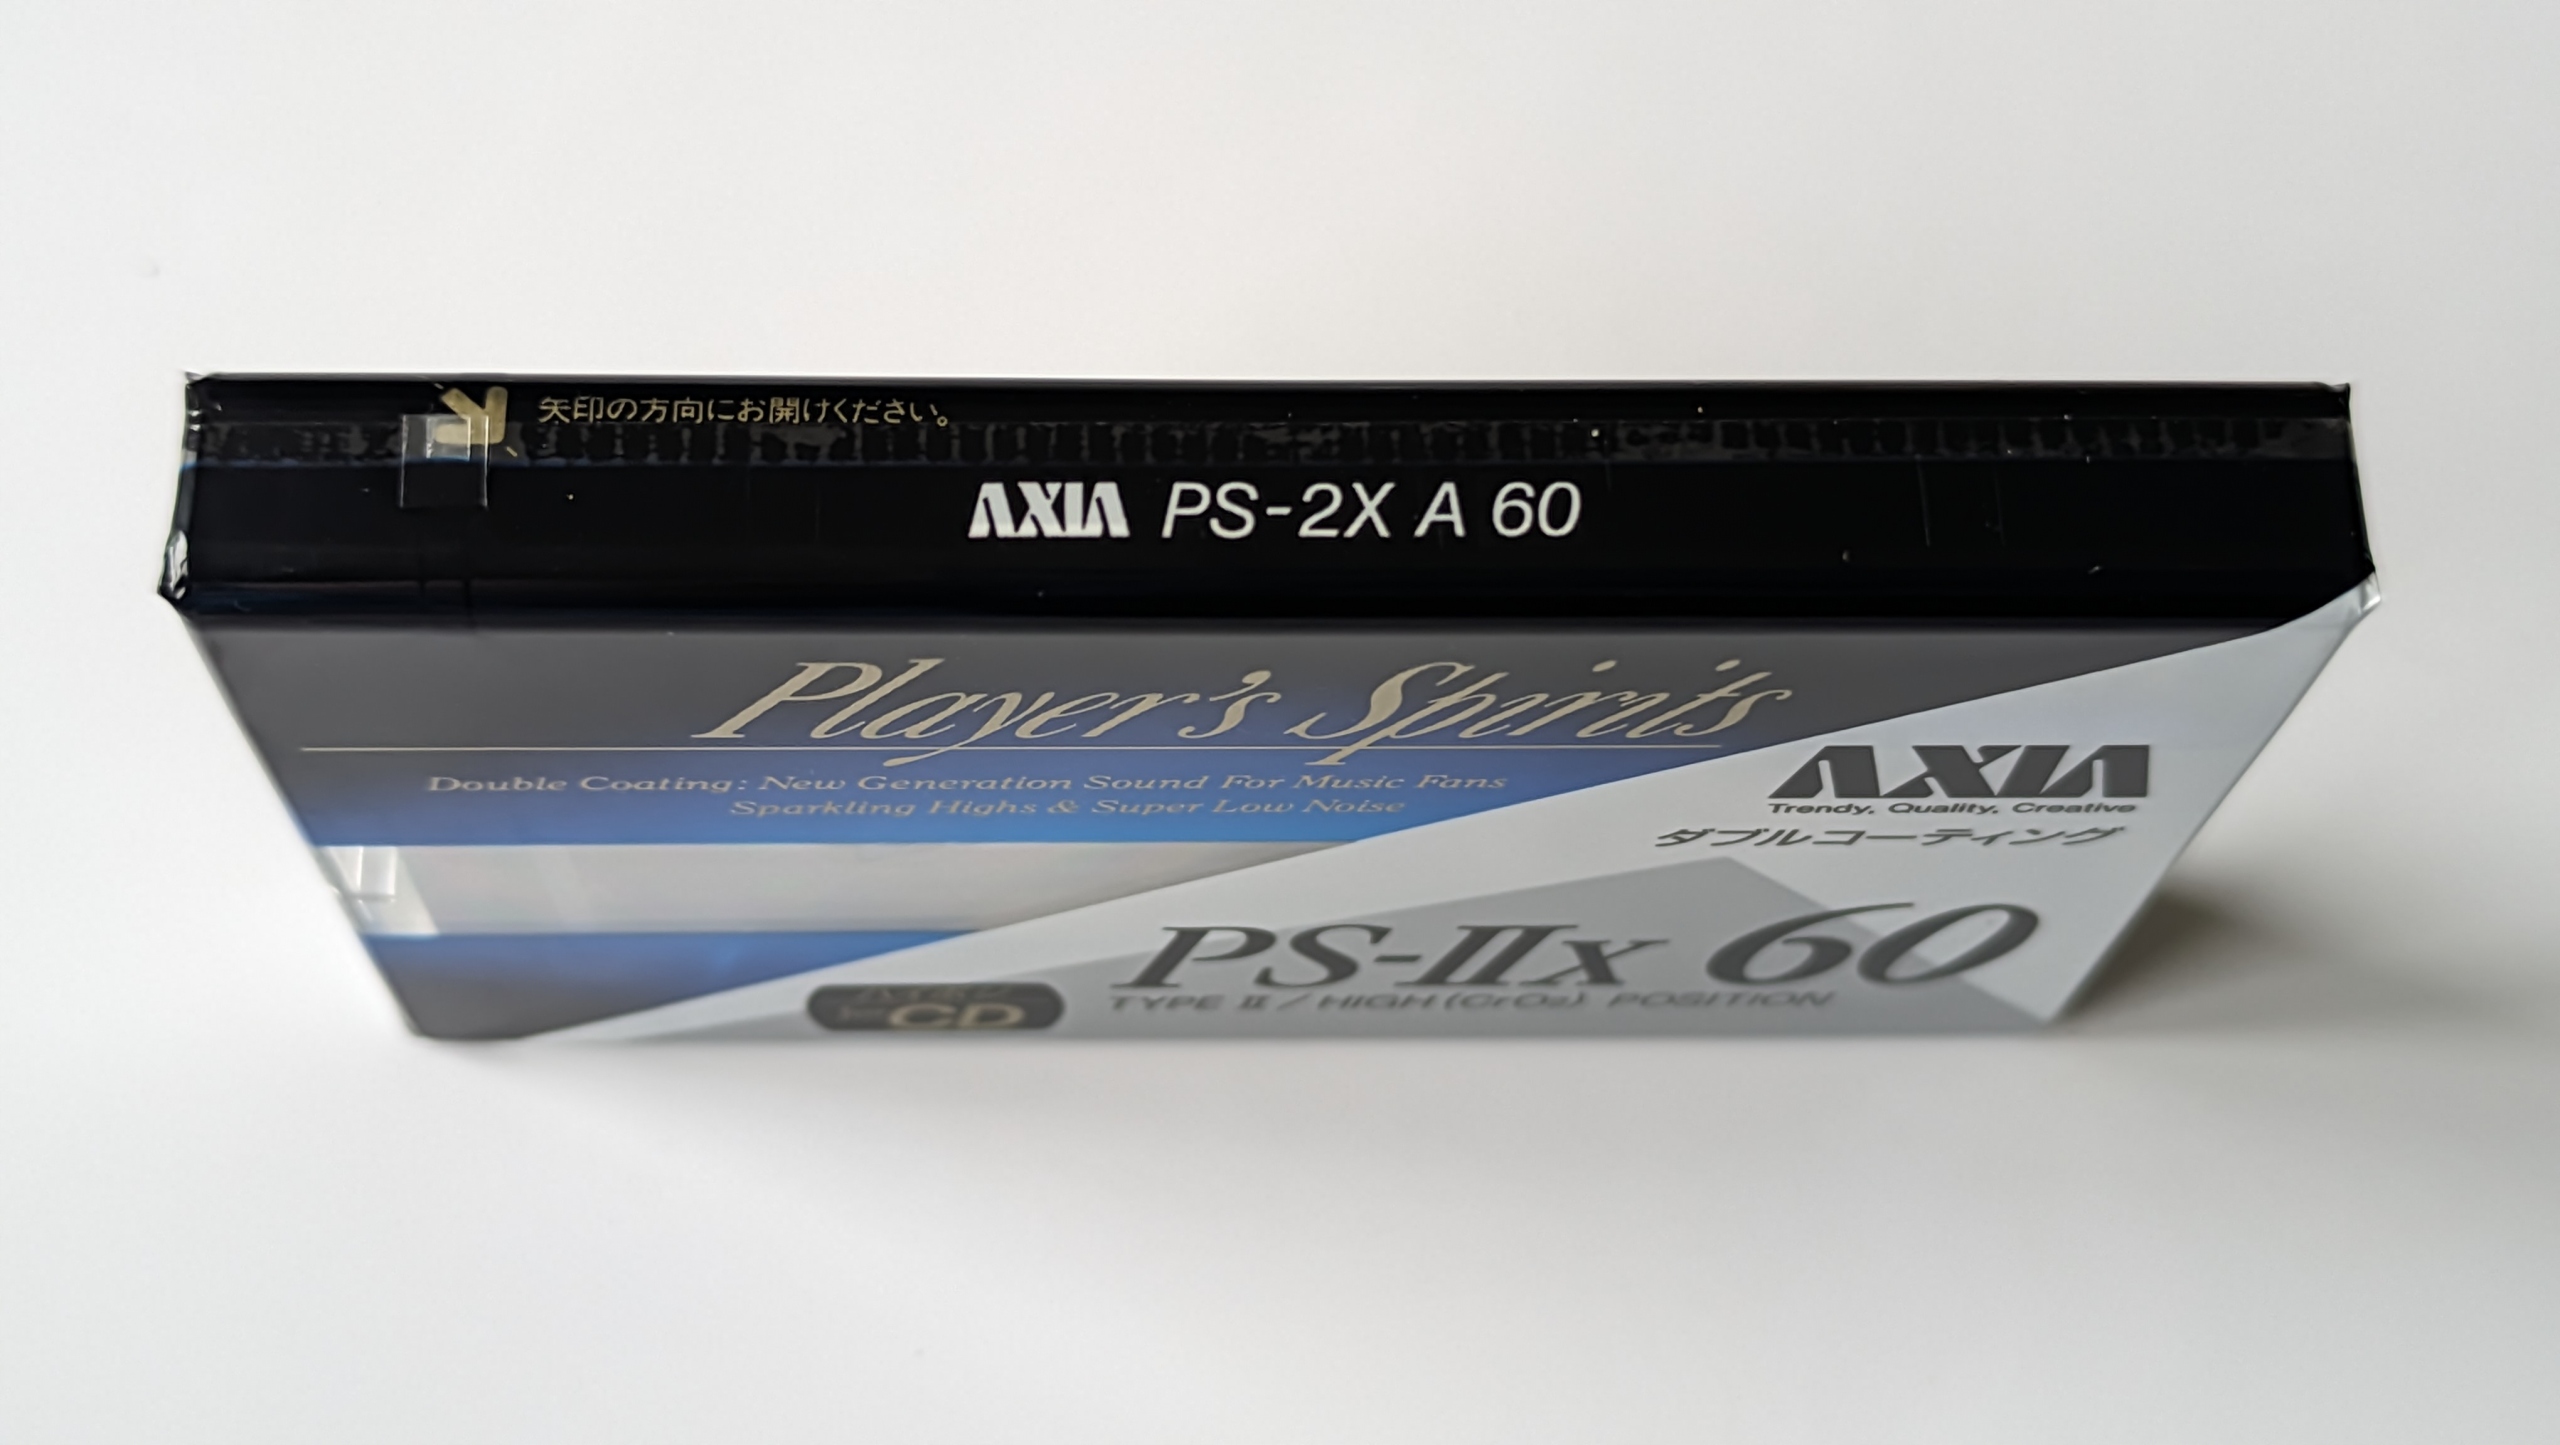 矢印の方向にお開けください。
AXIA PS-2X A 60
Player's Spirits
Double Coating: New Generation Sound For Music Fans
Sparkling Highs & Super Low Noise
AXIA
Trendy, Quality, Creative
ダブルコーティング
PS-IIx 60
TYPE II/HIGH(CrO₂) POSITION
CD